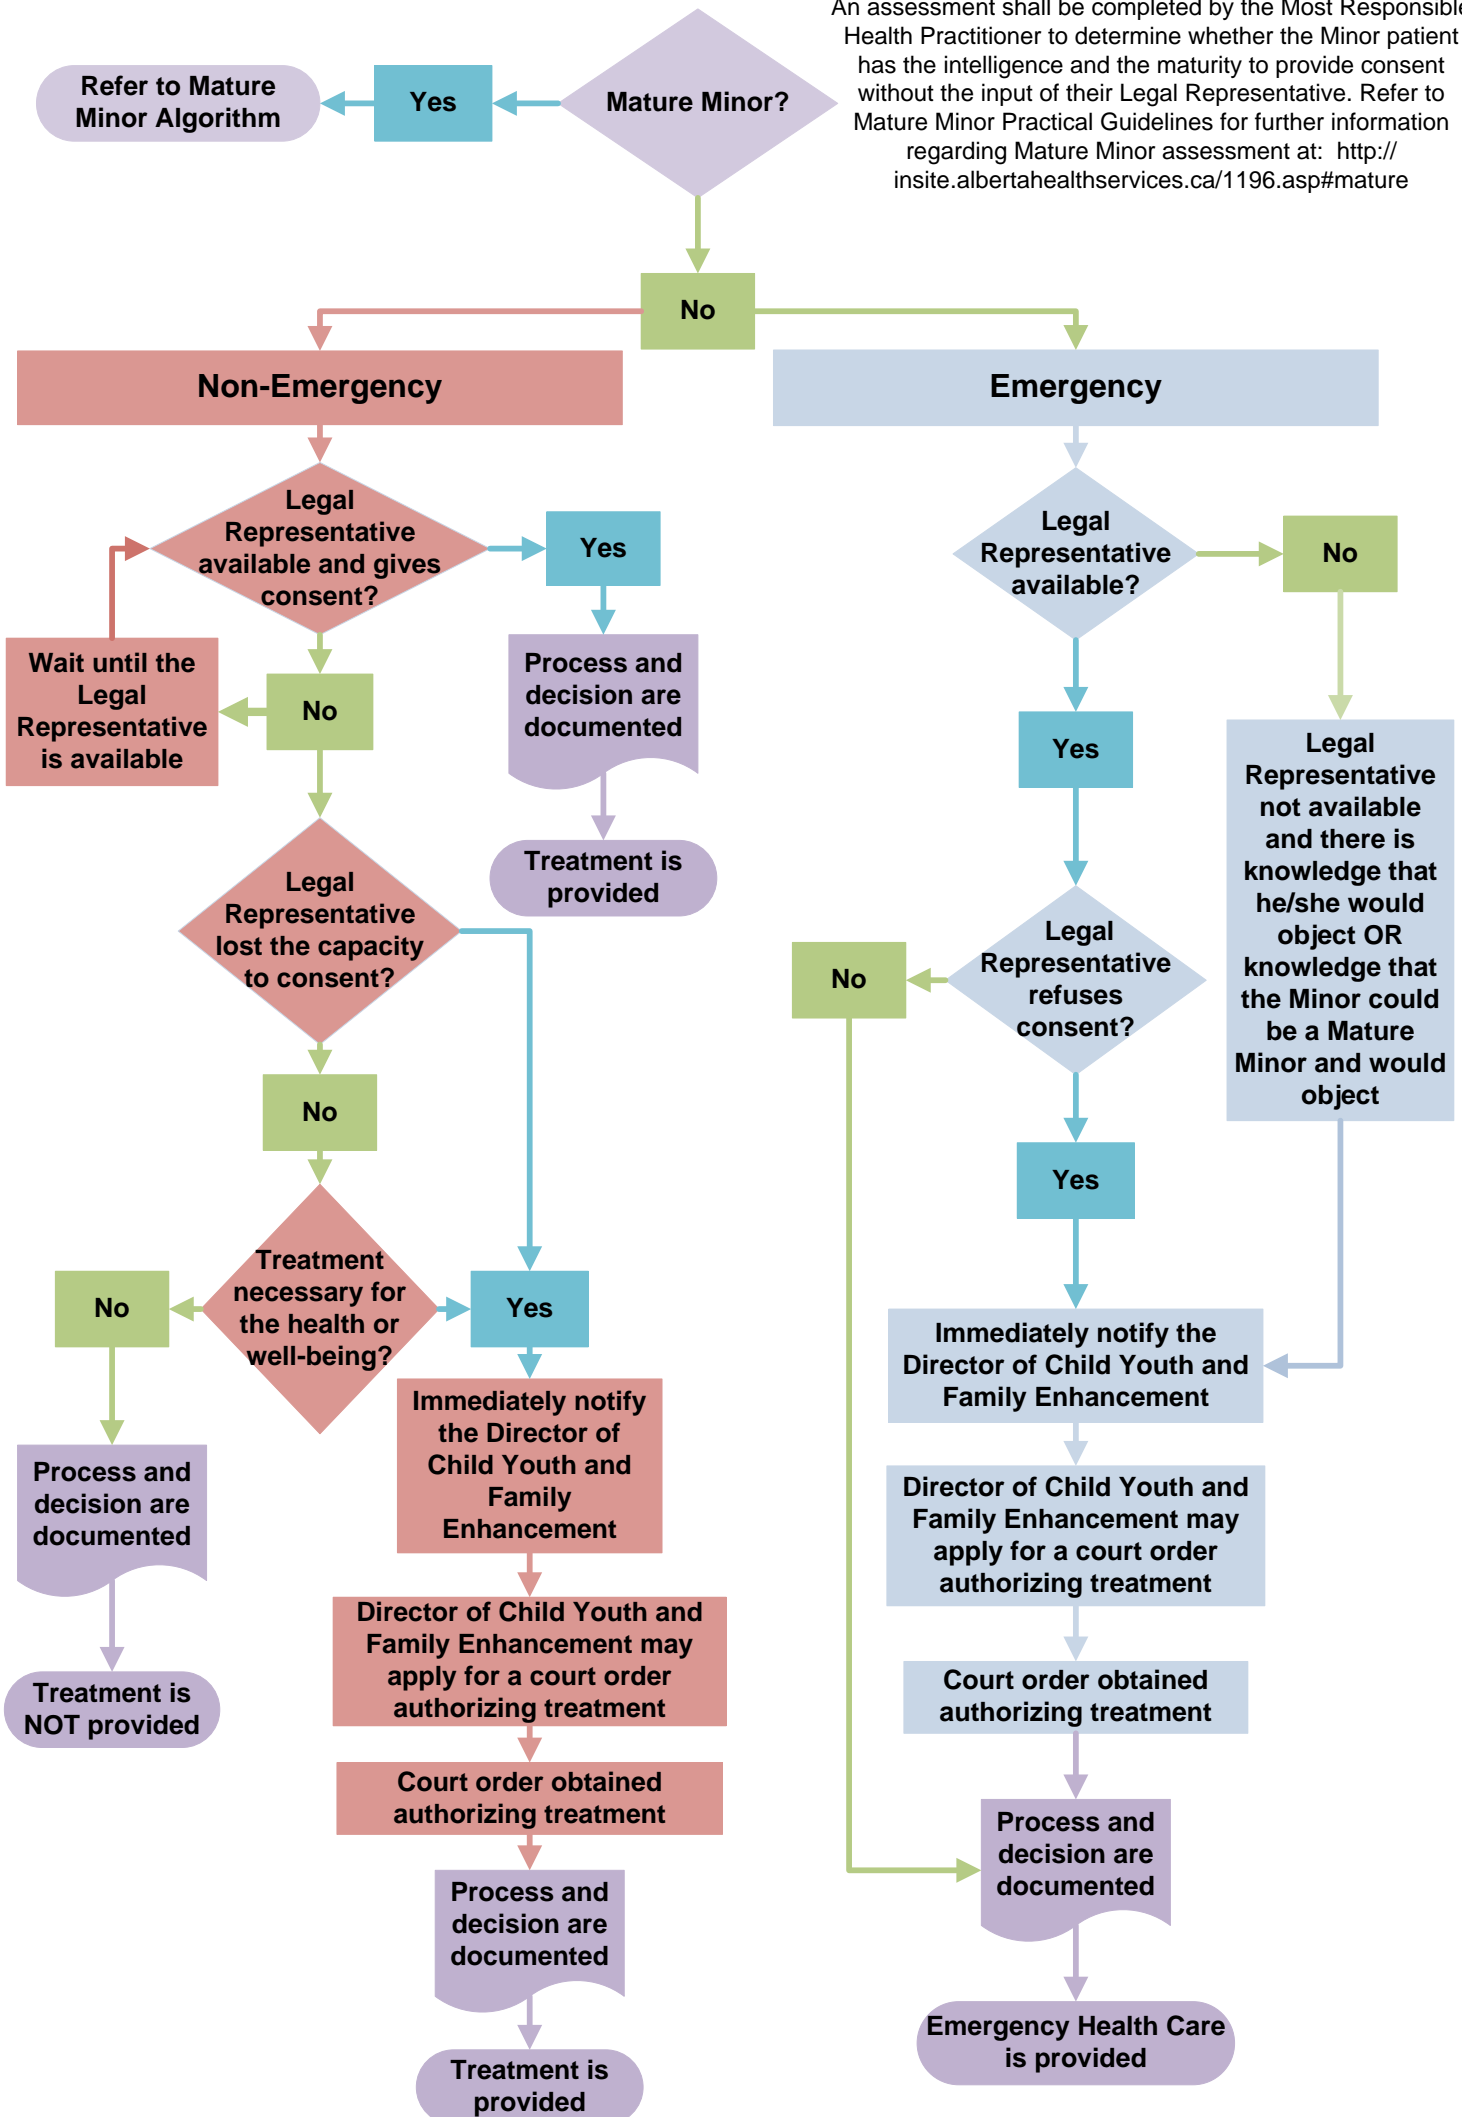 An assessment shall be completed by the Most Responsible
Health Practitioner to determine whether the Minor patient
has the intelligence and the maturity to provide consent
without the input of their Legal Representative. Refer to
Mature Minor Practical Guidelines for further information
regarding Mature Minor assessment at:  http://
insite.albertahealthservices.ca/1196.asp#mature
Refer to Mature
Minor Algorithm
Yes
Mature Minor?
No
Non-Emergency
Emergency
Legal
Representative
available and gives
consent?
Yes
Wait until the
Legal
Representative
is available
No
Process and
decision are
documented
Treatment is
provided
Legal
Representative
lost the capacity
to consent?
No
Treatment
necessary for
the health or
well-being?
No
Yes
Process and
decision are
documented
Treatment is
NOT provided
Immediately notify
the Director of
Child Youth and
Family
Enhancement
Director of Child Youth and
Family Enhancement may
apply for a court order
authorizing treatment
Court order obtained
authorizing treatment
Process and
decision are
documented
Treatment is
provided
Legal
Representative
available?
No
Yes
Legal
Representative
not available
and there is
knowledge that
he/she would
object OR
knowledge that
the Minor could
be a Mature
Minor and would
object
Legal
Representative
refuses
consent?
No
Yes
Immediately notify the
Director of Child Youth and
Family Enhancement
Director of Child Youth and
Family Enhancement may
apply for a court order
authorizing treatment
Court order obtained
authorizing treatment
Process and
decision are
documented
Emergency Health Care
is provided